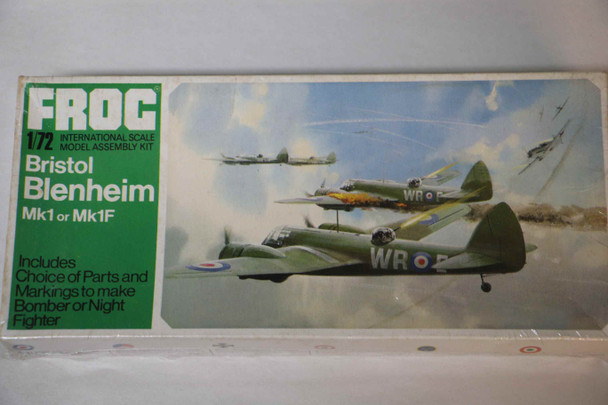 FROG
1/72 INTERNATIONAL SCALE
MODEL ASSEMBLY KIT
Bristol
Blenheim
Mk1 or Mk1F
Includes
Choice of Parts and
Markings to make
Bomber or Night
Fighter
WR
WR